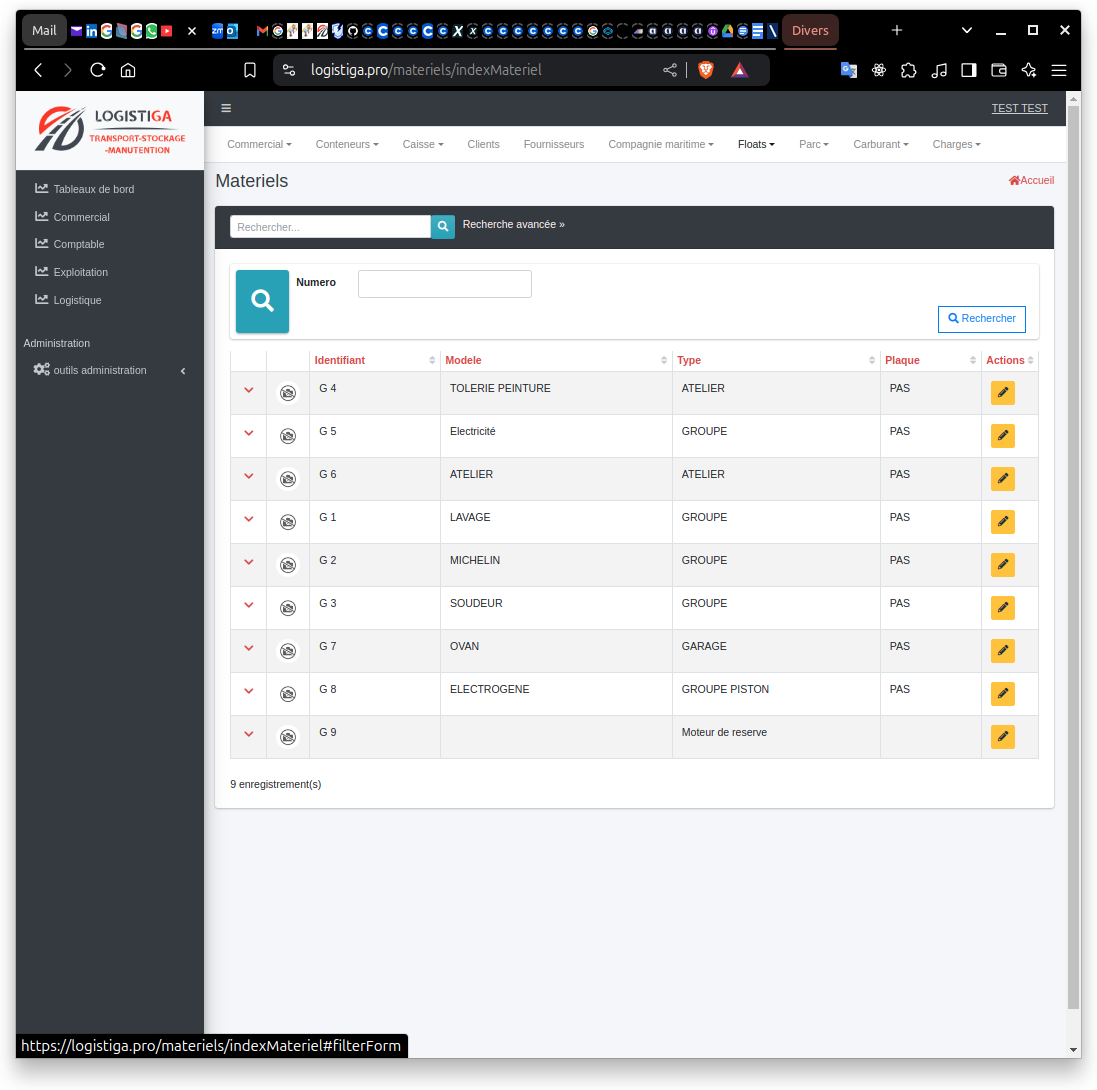 Mail
Divers
logistiga.pro/materiels/indexMateriel
LOGISTIGA
TRANSPORT-STOCKAGE
-MANUTENTION
TEST TEST
Commercial Conteneurs Caisse Clients Fournisseurs Compagnie maritime Floats Parc Carburant Charges
Tableaux de bord
Commercial
Comptable
Exploitation
Logistique
Administration
outils administration
Materiels
Accueil
Rechercher...
Recherche avancée »
Numero
Rechercher
Identifiant Modele Type Plaque Actions
G 4 TOLERIE PEINTURE ATELIER PAS
G 5 Electricité GROUPE PAS
G 6 ATELIER ATELIER PAS
G 1 LAVAGE GROUPE PAS
G 2 MICHELIN GROUPE PAS
G 3 SOUDEUR GROUPE PAS
G 7 OVAN GARAGE PAS
G 8 ELECTROGENE GROUPE PISTON PAS
G 9 Moteur de reserve
9 enregistrement(s)
https://logistiga.pro/materiels/indexMateriel#filterForm